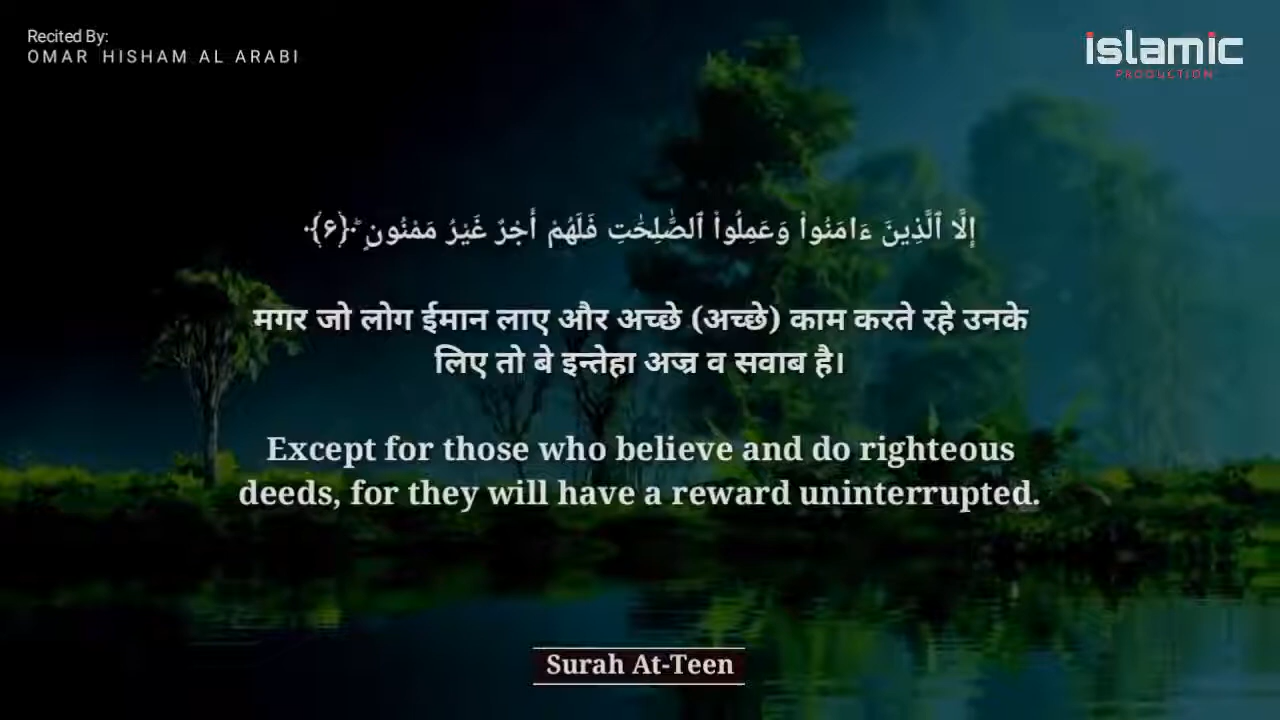 Recited By:
OMAR HISHAM AL ARABI
islamic
PRODUCTION
إِلَّا ٱلَّذِينَ ءَامَنُوا۟ وَعَمِلُوا۟ ٱلصَّٰلِحَٰتِ فَلَهُمْ أَجْرٌ غَيْرُ مَمْنُونٍ ؕ﴿۶﴾
मगर जो लोग ईमान लाए और अच्छे (अच्छे) काम करते रहे उनके
लिए तो बे इन्तेहा अज्र व सवाब है।
Except for those who believe and do righteous
deeds, for they will have a reward uninterrupted.
Surah At-Teen